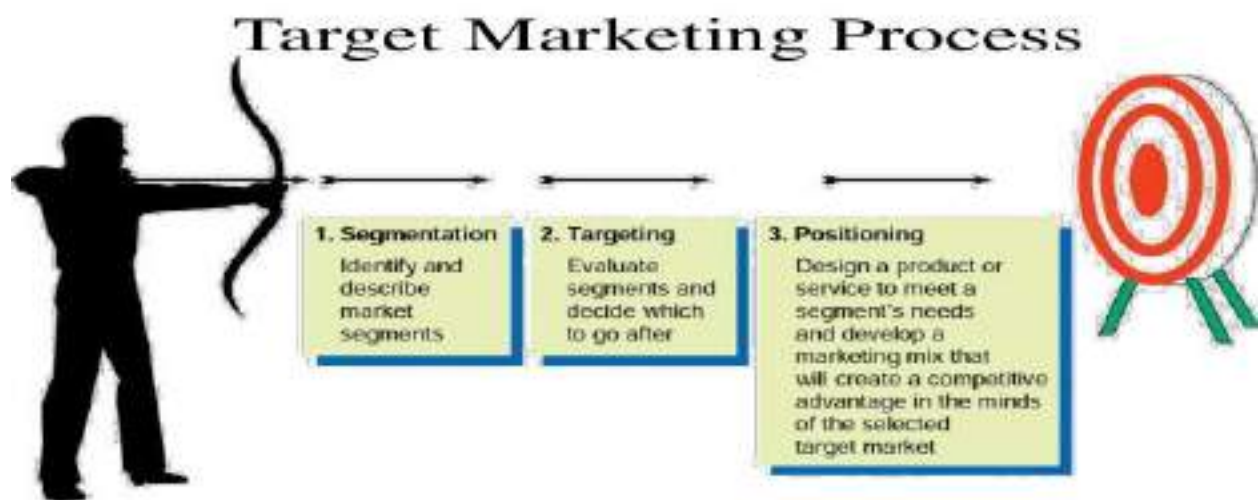 Target Marketing Process
1. Segmentation
Identify and
describe
market
segments
2. Targeting
Evaluate
segments and
decide which
to go after
3. Positioning
Design a product or
service to meet a
segment's needs
and develop a
marketing mix that
will create a competitive
advantage in the minds
of the selected
target market